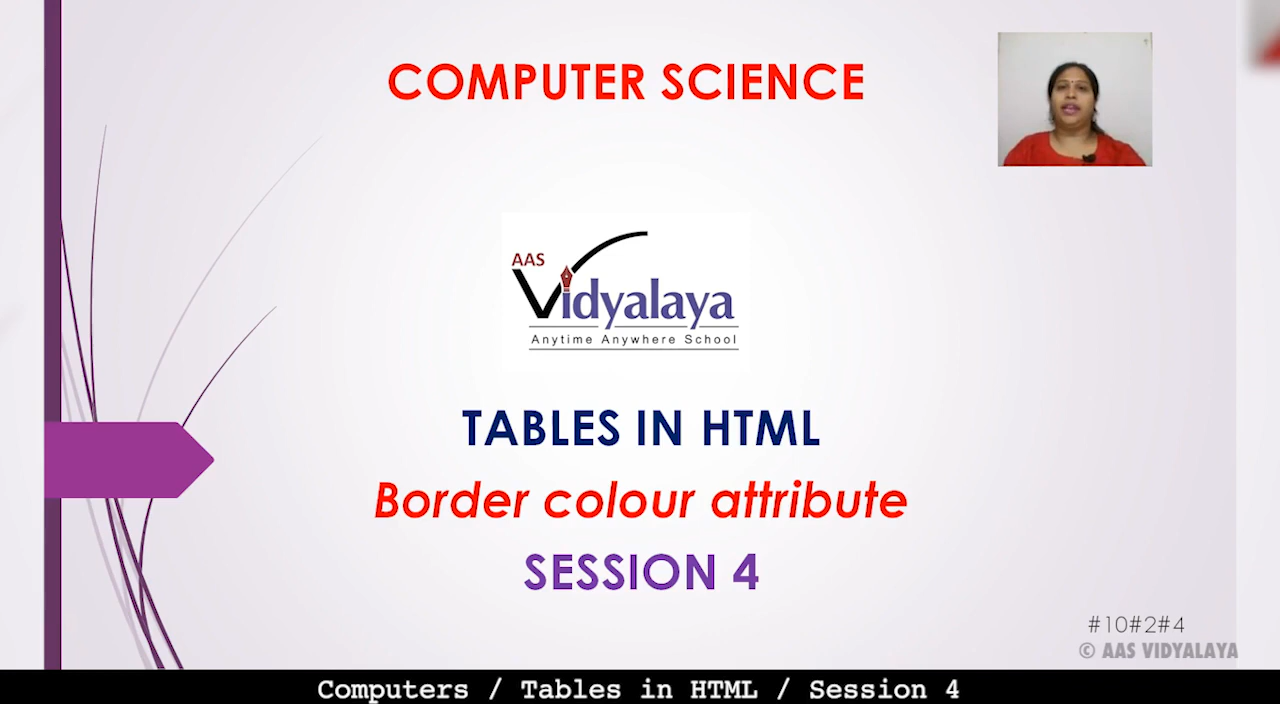 COMPUTER SCIENCE
AAS
Vidyalaya
Anytime Anywhere School
TABLES IN HTML
Border colour attribute
SESSION 4
#10#2#4
© AAS VIDYALAYA
Computers / Tables in HTML / Session 4